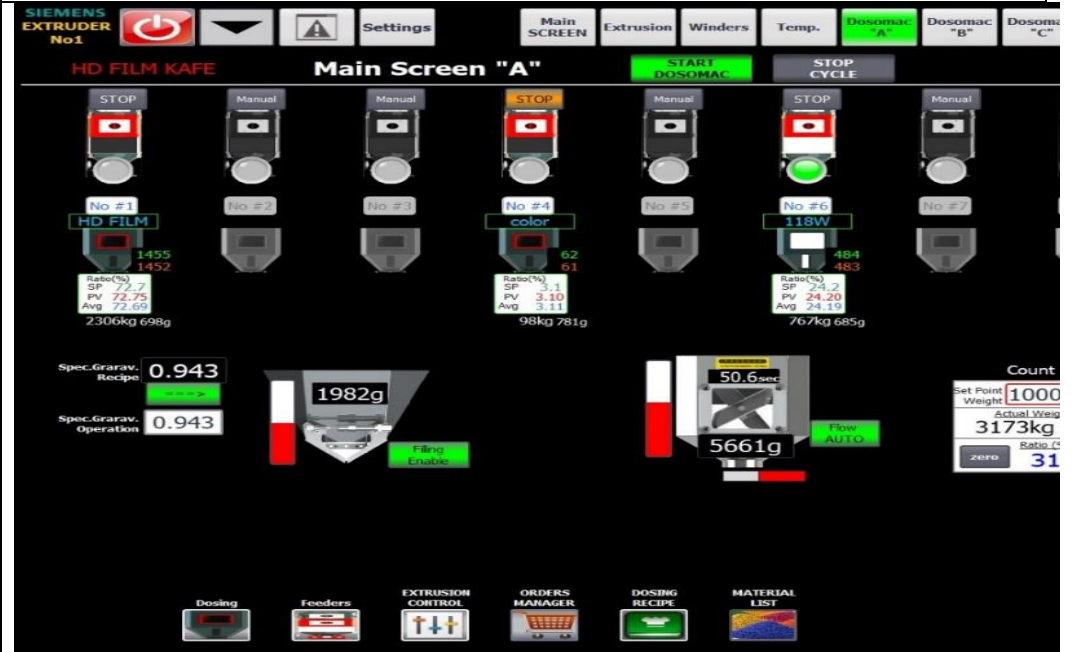 SIEMENS
EXTRUDER
No1
Settings
Main
SCREEN
Extrusion
Winders
Temp.
Dosomac
"A"
Dosomac
"B"
Dosoma
"C"
HD FILM KAFE
Main Screen "A"
START
DOSOMAC
STOP
CYCLE
STOP
Manual
Manual
STOP
Manual
STOP
Manual
No #1
No #2
No #3
No #4
No #5
No #6
No #7
HD FILM
color
118W
1455
1452
62
61
484
483
Ratio(%)
SP 72.7
PV 72.75
Avg 72.69
Ratio(%)
SP 3.1
PV 3.10
Avg 3.11
Ratio(%)
SP 24.2
PV 24.20
Avg 24.19
2306kg 698g
98kg 781g
767kg 685g
Spec.Grarav.
Recipe
0.943
===>
Spec.Grarav.
Operation
0.943
1982g
Filing
Enable
50.6sec
5661g
Flow
AUTO
Count
Set Point
Weight
1000
Actual Weig
3173kg
Ratio (
zero
31
Dosing
Feeders
EXTRUSION
CONTROL
ORDERS
MANAGER
DOSING
RECIPE
MATERIAL
LIST